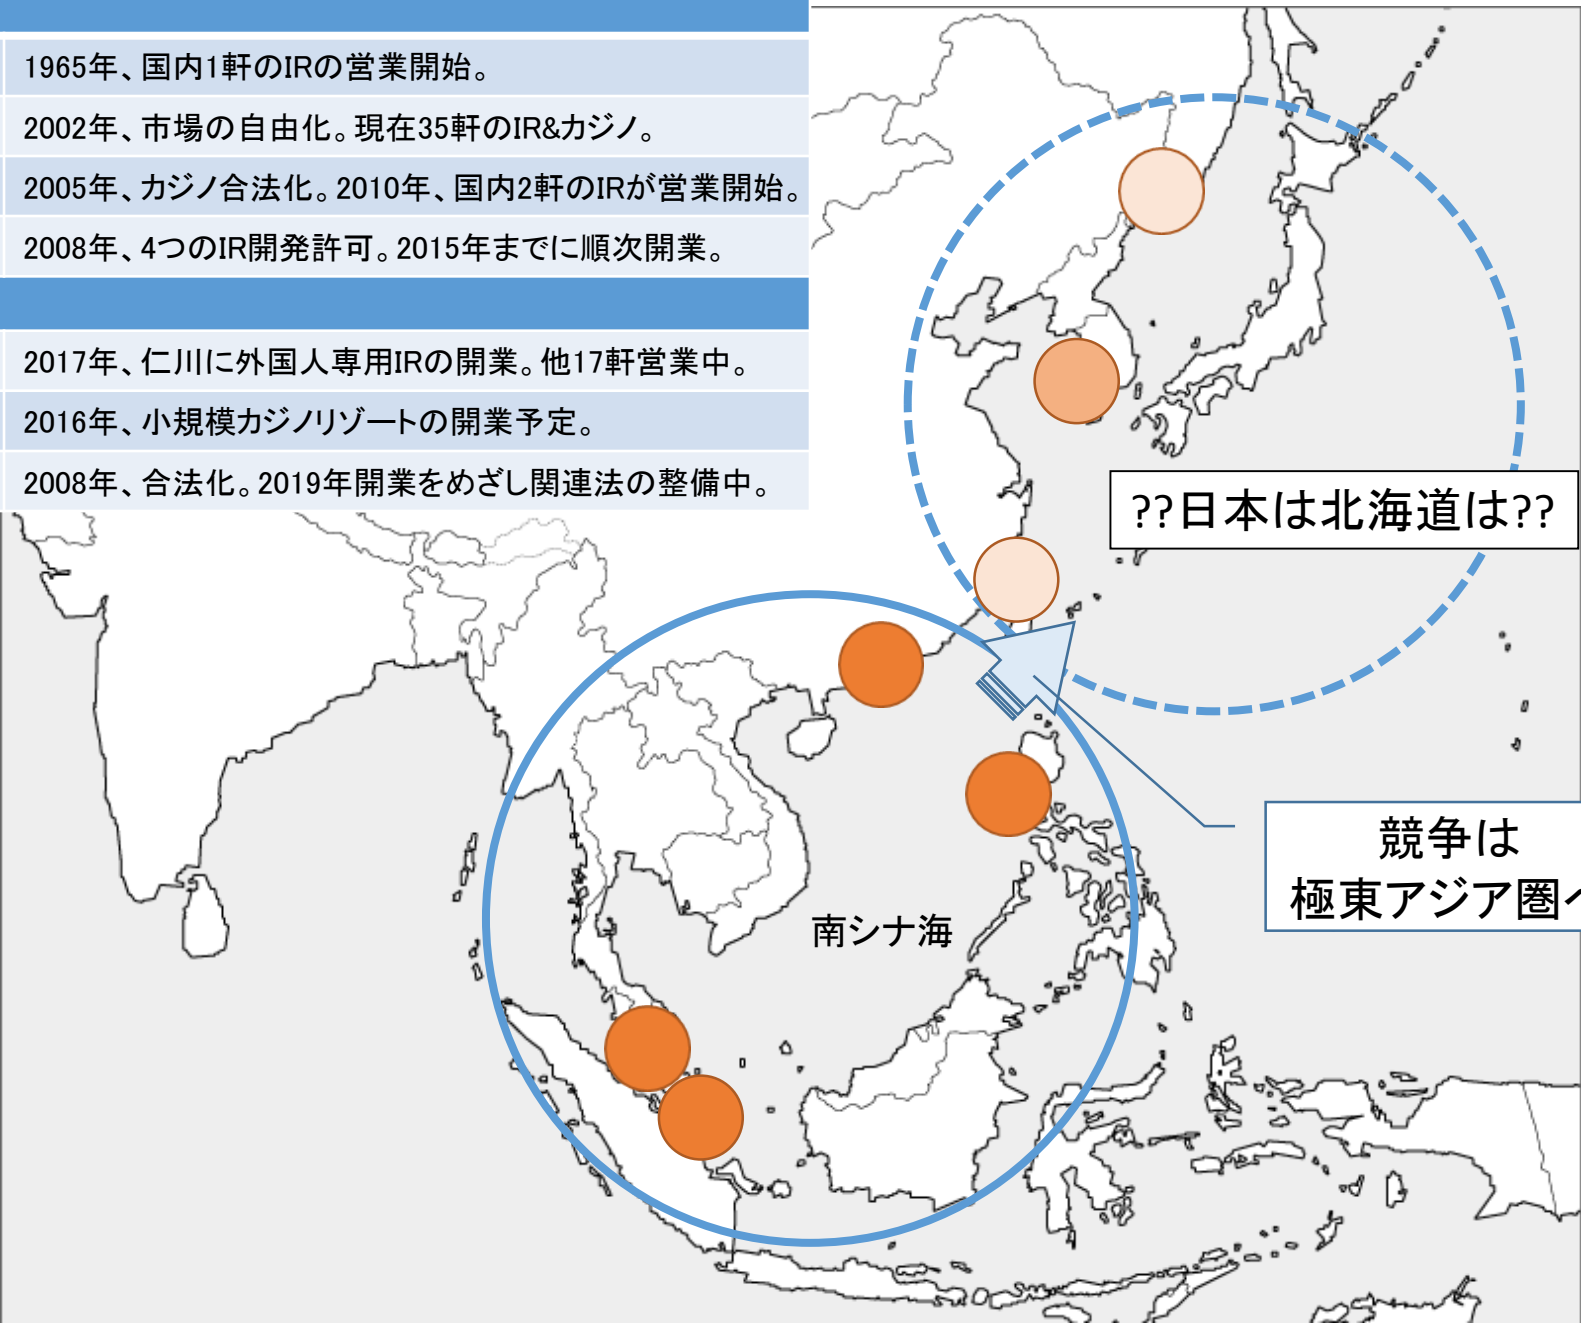 1965年、国内1軒のIRの営業開始。
2002年、市場の自由化。現在35軒のIR&カジノ。
2005年、カジノ合法化。2010年、国内2軒のIRが営業開始。
2008年、4つのIR開発許可。2015年までに順次開業。
2017年、仁川に外国人専用IRの開業。他17軒営業中。
2016年、小規模カジノリゾートの開業予定。
2008年、合法化。2019年開業をめざし関連法の整備中。
??日本は北海道は??
競争は
極東アジア圏へ
南シナ海